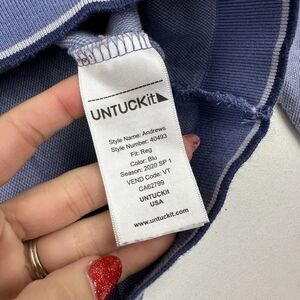 UNTUCKit
Style Name: Andrews
Style Number: 40493
Fit: Reg
Color: Blu
Season: 2020 SP 1
VEND Code: VT
CA62799
UNTUCKit
USA
www.untuckit.com